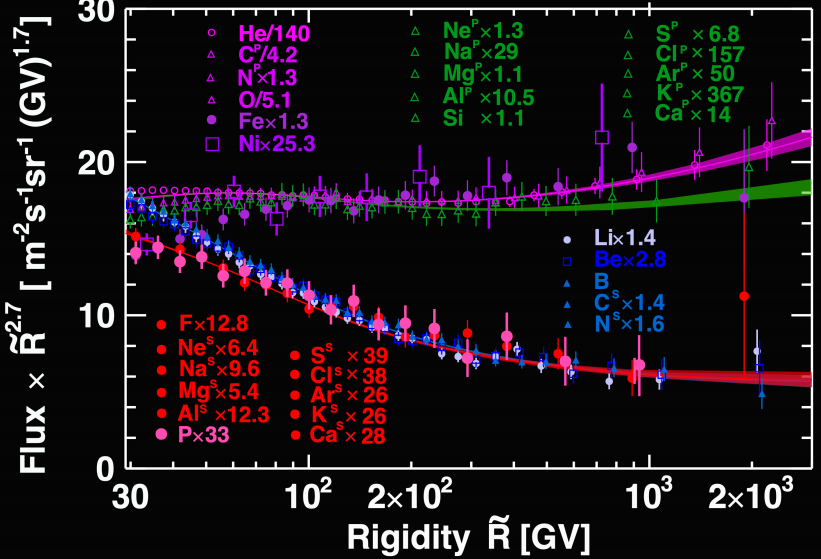 30
He/140
C^P/4.2
N^P×1.3
O/5.1
Fe×1.3
Ni×25.3
Ne^P×1.3
Na^P×29
Mg^P×1.1
Al^P×10.5
Si ×1.1
S^P ×6.8
Cl^P×157
Ar^P×50
K^P ×367
Ca^P×14
20
Li×1.4
Be×2.8
B
C^S×1.4
N^S×1.6
10
F×12.8
Ne^S×6.4
Na^S×9.6
Mg^S×5.4
Al^S×12.3
P×33
S^S ×39
Cl^S×38
Ar^S×26
K^S×26
Ca^S×28
0
30
10²
2×10²
10³
2×10³
Rigidity R̃ [GV]
Flux × R̃^2.7 [ m⁻²s⁻¹sr⁻¹(GV)^1.7]